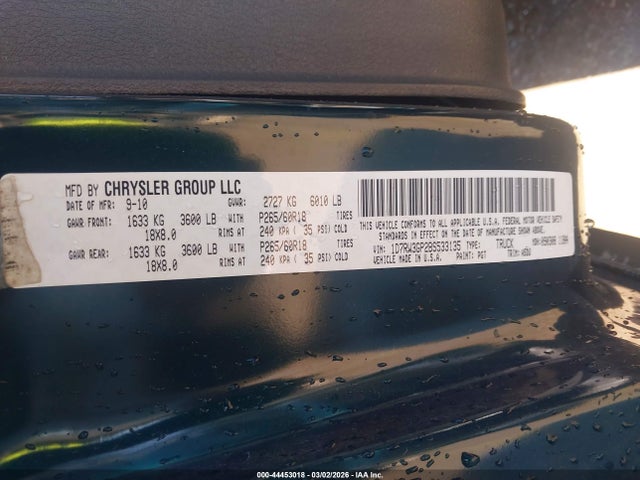 MFD BY CHRYSLER GROUP LLC
DATE OF MFR: 9-10 GVWR: 2727 KG 6010 LB
GAWR FRONT: 1633 KG 3600 LB WITH P265/60R18 TIRES
18X8.0 RIMS AT 240 KPA ( 35 PSI) COLD
GAWR REAR: 1633 KG 3600 LB WITH P265/60R18 TIRES
18X8.0 RIMS AT 240 KPA ( 35 PSI) COLD
THIS VEHICLE CONFORMS TO ALL APPLICABLE U.S.A. FEDERAL MOTOR VEHICLE SAFETY
STANDARDS IN EFFECT ON THE DATE OF MANUFACTURE SHOWN ABOVE.
VIN: 1D7RW3GP2BS533135 TYPE: TRUCK MDH:
VEHICLE MADE IN U.S.A. PAINT: PGT TRIM:
000-44453018 - 03/02/2026 - IAA Inc.